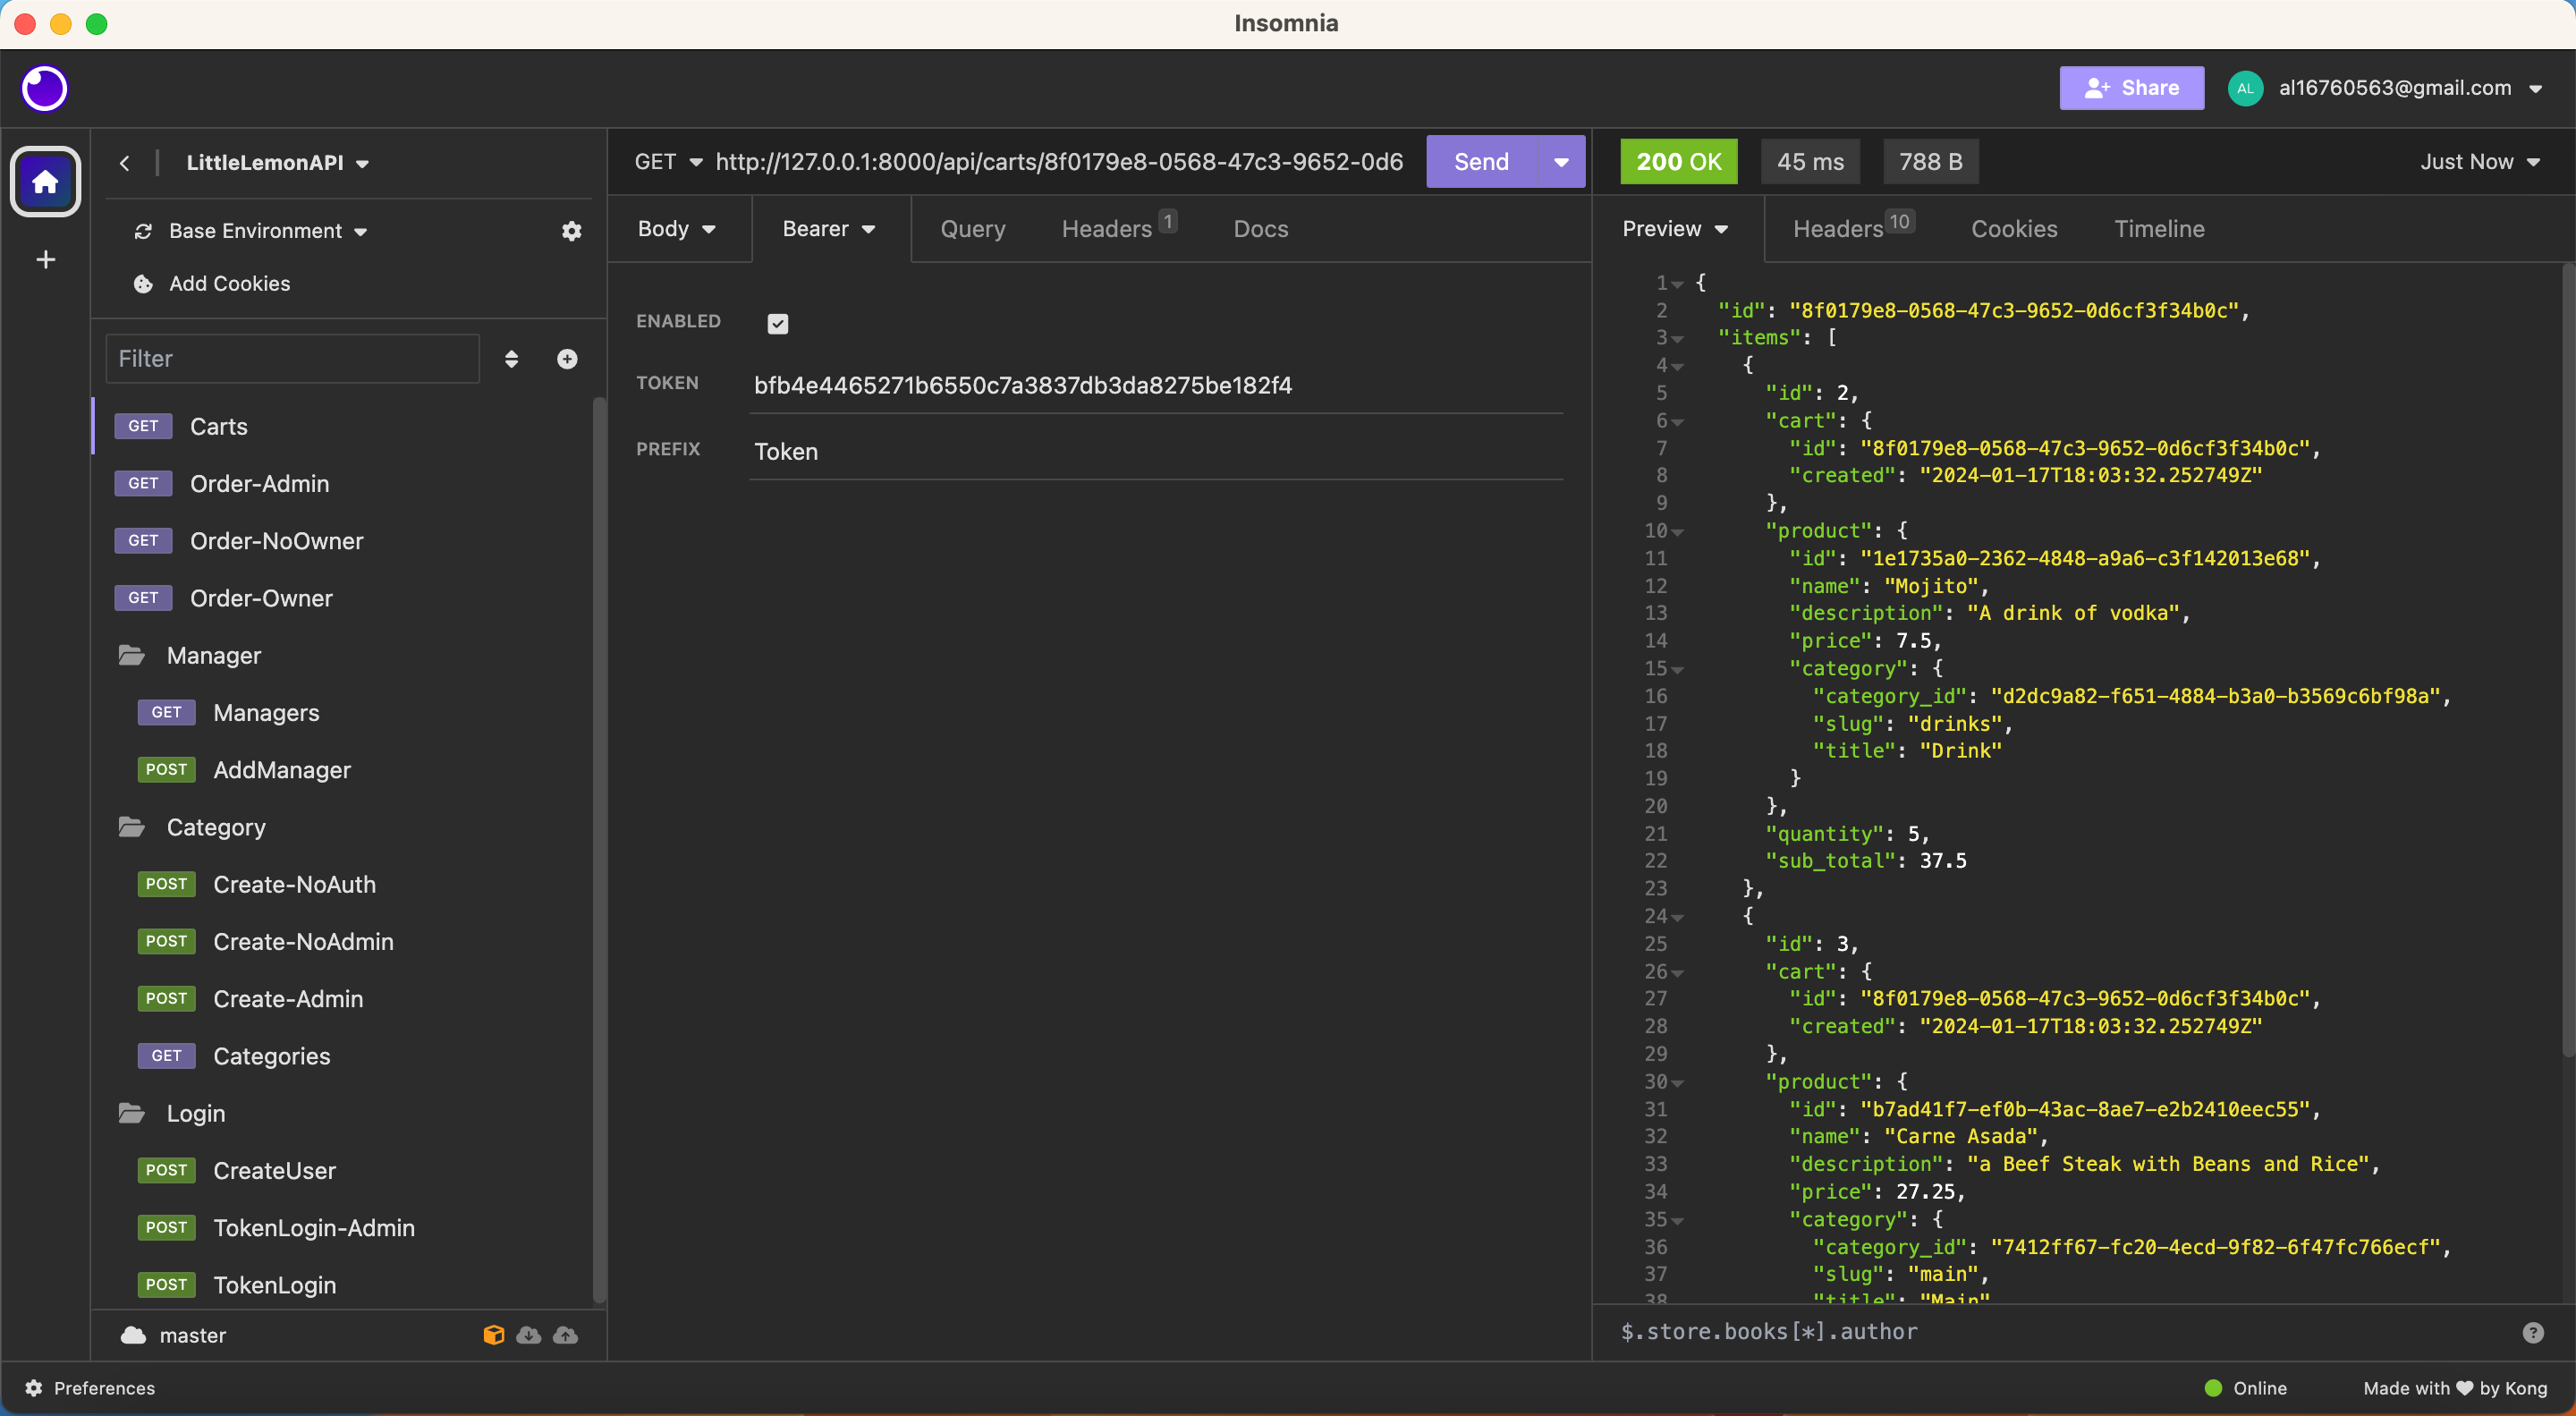 Insomnia
Share
AL
al16760563@gmail.com
LittleLemonAPI
Base Environment
Add Cookies
Filter
GET Carts
GET Order-Admin
GET Order-NoOwner
GET Order-Owner
Manager
GET Managers
POST AddManager
Category
POST Create-NoAuth
POST Create-NoAdmin
POST Create-Admin
GET Categories
Login
POST CreateUser
POST TokenLogin-Admin
POST TokenLogin
master
GET http://127.0.0.1:8000/api/carts/8f0179e8-0568-47c3-9652-0d6 Send
Body Bearer Query Headers 1 Docs
ENABLED
TOKEN bfb4e4465271b6550c7a3837db3da8275be182f4
PREFIX Token
200 OK 45 ms 788 B Just Now
Preview Headers 10 Cookies Timeline
1 {
2 "id": "8f0179e8-0568-47c3-9652-0d6cf3f34b0c",
3 "items": [
4 {
5 "id": 2,
6 "cart": {
7 "id": "8f0179e8-0568-47c3-9652-0d6cf3f34b0c",
8 "created": "2024-01-17T18:03:32.252749Z"
9 },
10 "product": {
11 "id": "1e1735a0-2362-4848-a9a6-c3f142013e68",
12 "name": "Mojito",
13 "description": "A drink of vodka",
14 "price": 7.5,
15 "category": {
16 "category_id": "d2dc9a82-f651-4884-b3a0-b3569c6bf98a",
17 "slug": "drinks",
18 "title": "Drink"
19 }
20 },
21 "quantity": 5,
22 "sub_total": 37.5
23 },
24 {
25 "id": 3,
26 "cart": {
27 "id": "8f0179e8-0568-47c3-9652-0d6cf3f34b0c",
28 "created": "2024-01-17T18:03:32.252749Z"
29 },
30 "product": {
31 "id": "b7ad41f7-ef0b-43ac-8ae7-e2b2410eec55",
32 "name": "Carne Asada",
33 "description": "a Beef Steak with Beans and Rice",
34 "price": 27.25,
35 "category": {
36 "category_id": "7412ff67-fc20-4ecd-9f82-6f47fc766ecf",
37 "slug": "main",
38 "title": "Main"
$.store.books[*].author
Preferences
Online
Made with ♥ by Kong